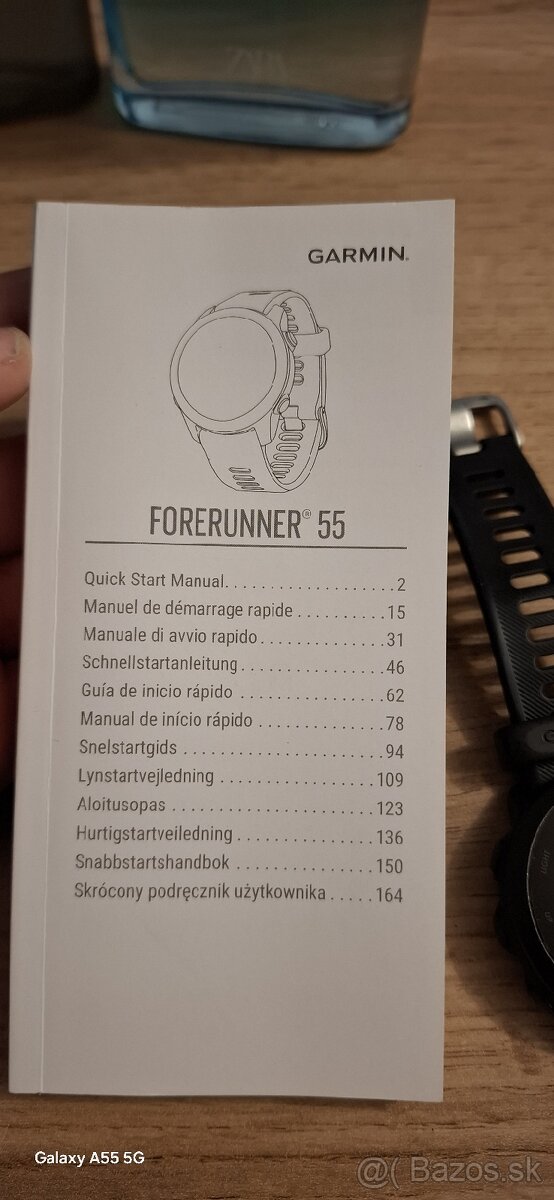 GARMIN.
FORERUNNER® 55
Quick Start Manual. . . . . . . . . . . . . . . . . . .2
Manuel de démarrage rapide . . . . . . . . . .15
Manuale di avvio rapido. . . . . . . . . . . . . . .31
Schnellstartanleitung. . . . . . . . . . . . . . . . .46
Guía de inicio rápido . . . . . . . . . . . . . . . . .62
Manual de início rápido . . . . . . . . . . . . . . .78
Snelstartgids . . . . . . . . . . . . . . . . . . . . . . .94
Lynstartvejledning . . . . . . . . . . . . . . . . . .109
Aloitusopas . . . . . . . . . . . . . . . . . . . . . . .123
Hurtigstartveiledning . . . . . . . . . . . . . . . .136
Snabbstartshandbok . . . . . . . . . . . . . . . .150
Skrócony podręcznik użytkownika . . . . .164
Galaxy A55 5G
@( Bazos.sk